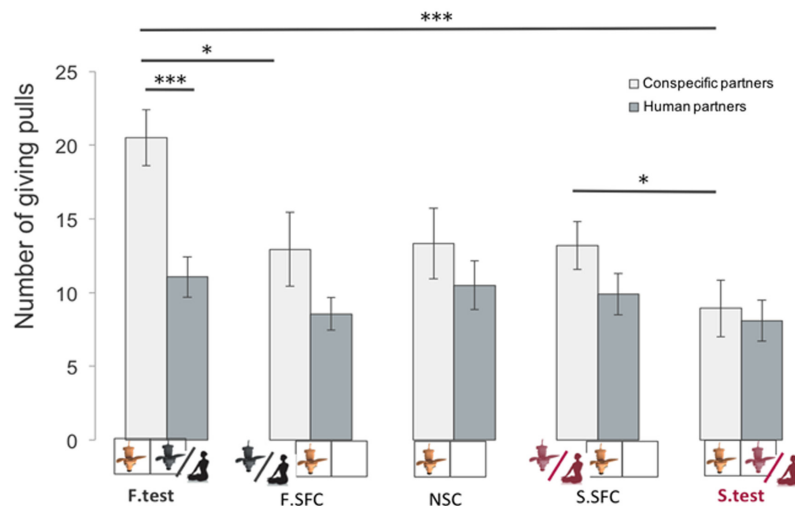 ***
*
***
*
25
20
15
10
5
0
Number of giving pulls
Conspecific partners
Human partners
F.test
F.SFC
NSC
S.SFC
S.test